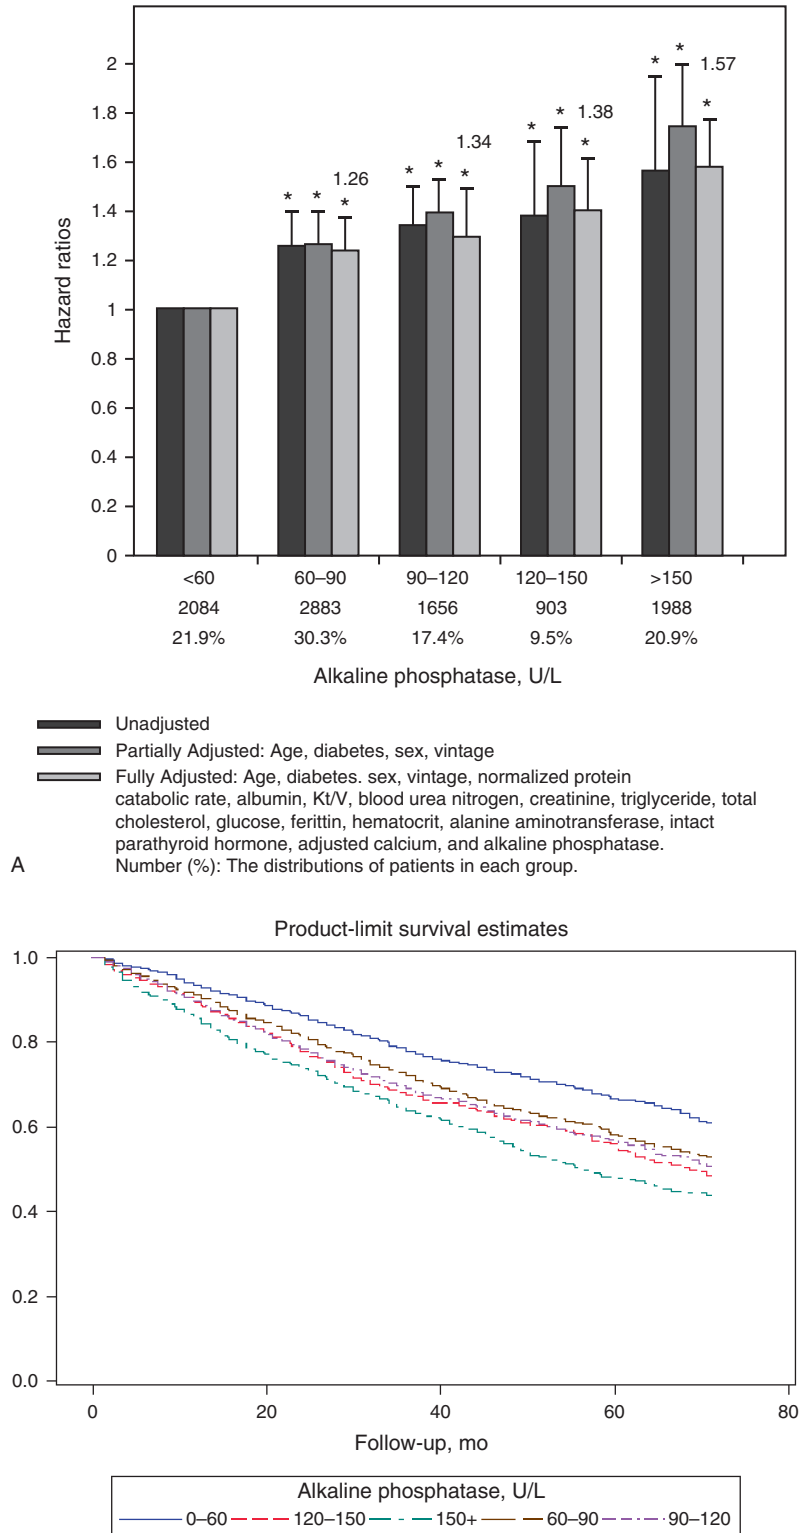 2
1.8
1.6
1.4
1.2
1
0.8
0.6
0.4
0.2
0
Hazard ratios
* * * 1.26
* * * 1.34
* * * 1.38
* * * 1.57
<60 60–90 90–120 120–150 >150
2084 2883 1656 903 1988
21.9% 30.3% 17.4% 9.5% 20.9%
Alkaline phosphatase, U/L
Unadjusted
Partially Adjusted: Age, diabetes, sex, vintage
Fully Adjusted: Age, diabetes. sex, vintage, normalized protein
catabolic rate, albumin, Kt/V, blood urea nitrogen, creatinine, triglyceride, total
cholesterol, glucose, ferittin, hematocrit, alanine aminotransferase, intact
parathyroid hormone, adjusted calcium, and alkaline phosphatase.
A Number (%): The distributions of patients in each group.
Product-limit survival estimates
1.0
0.8
0.6
0.4
0.2
0.0
0 20 40 60 80
Follow-up, mo
Alkaline phosphatase, U/L
0–60 120–150 150+ 60–90 90–120